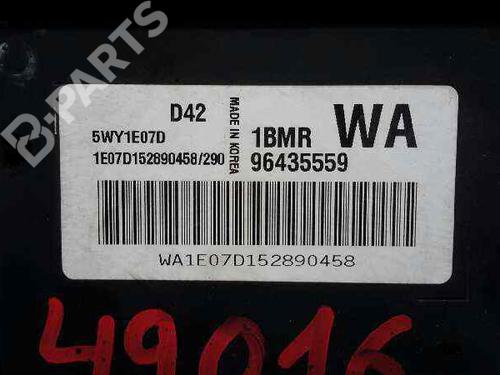 B-PARTS
D42
MADE IN KOREA
1BMR
WA
5WY1E07D
1E07D152890458/290
96435559
WA1E07D152890458
49016